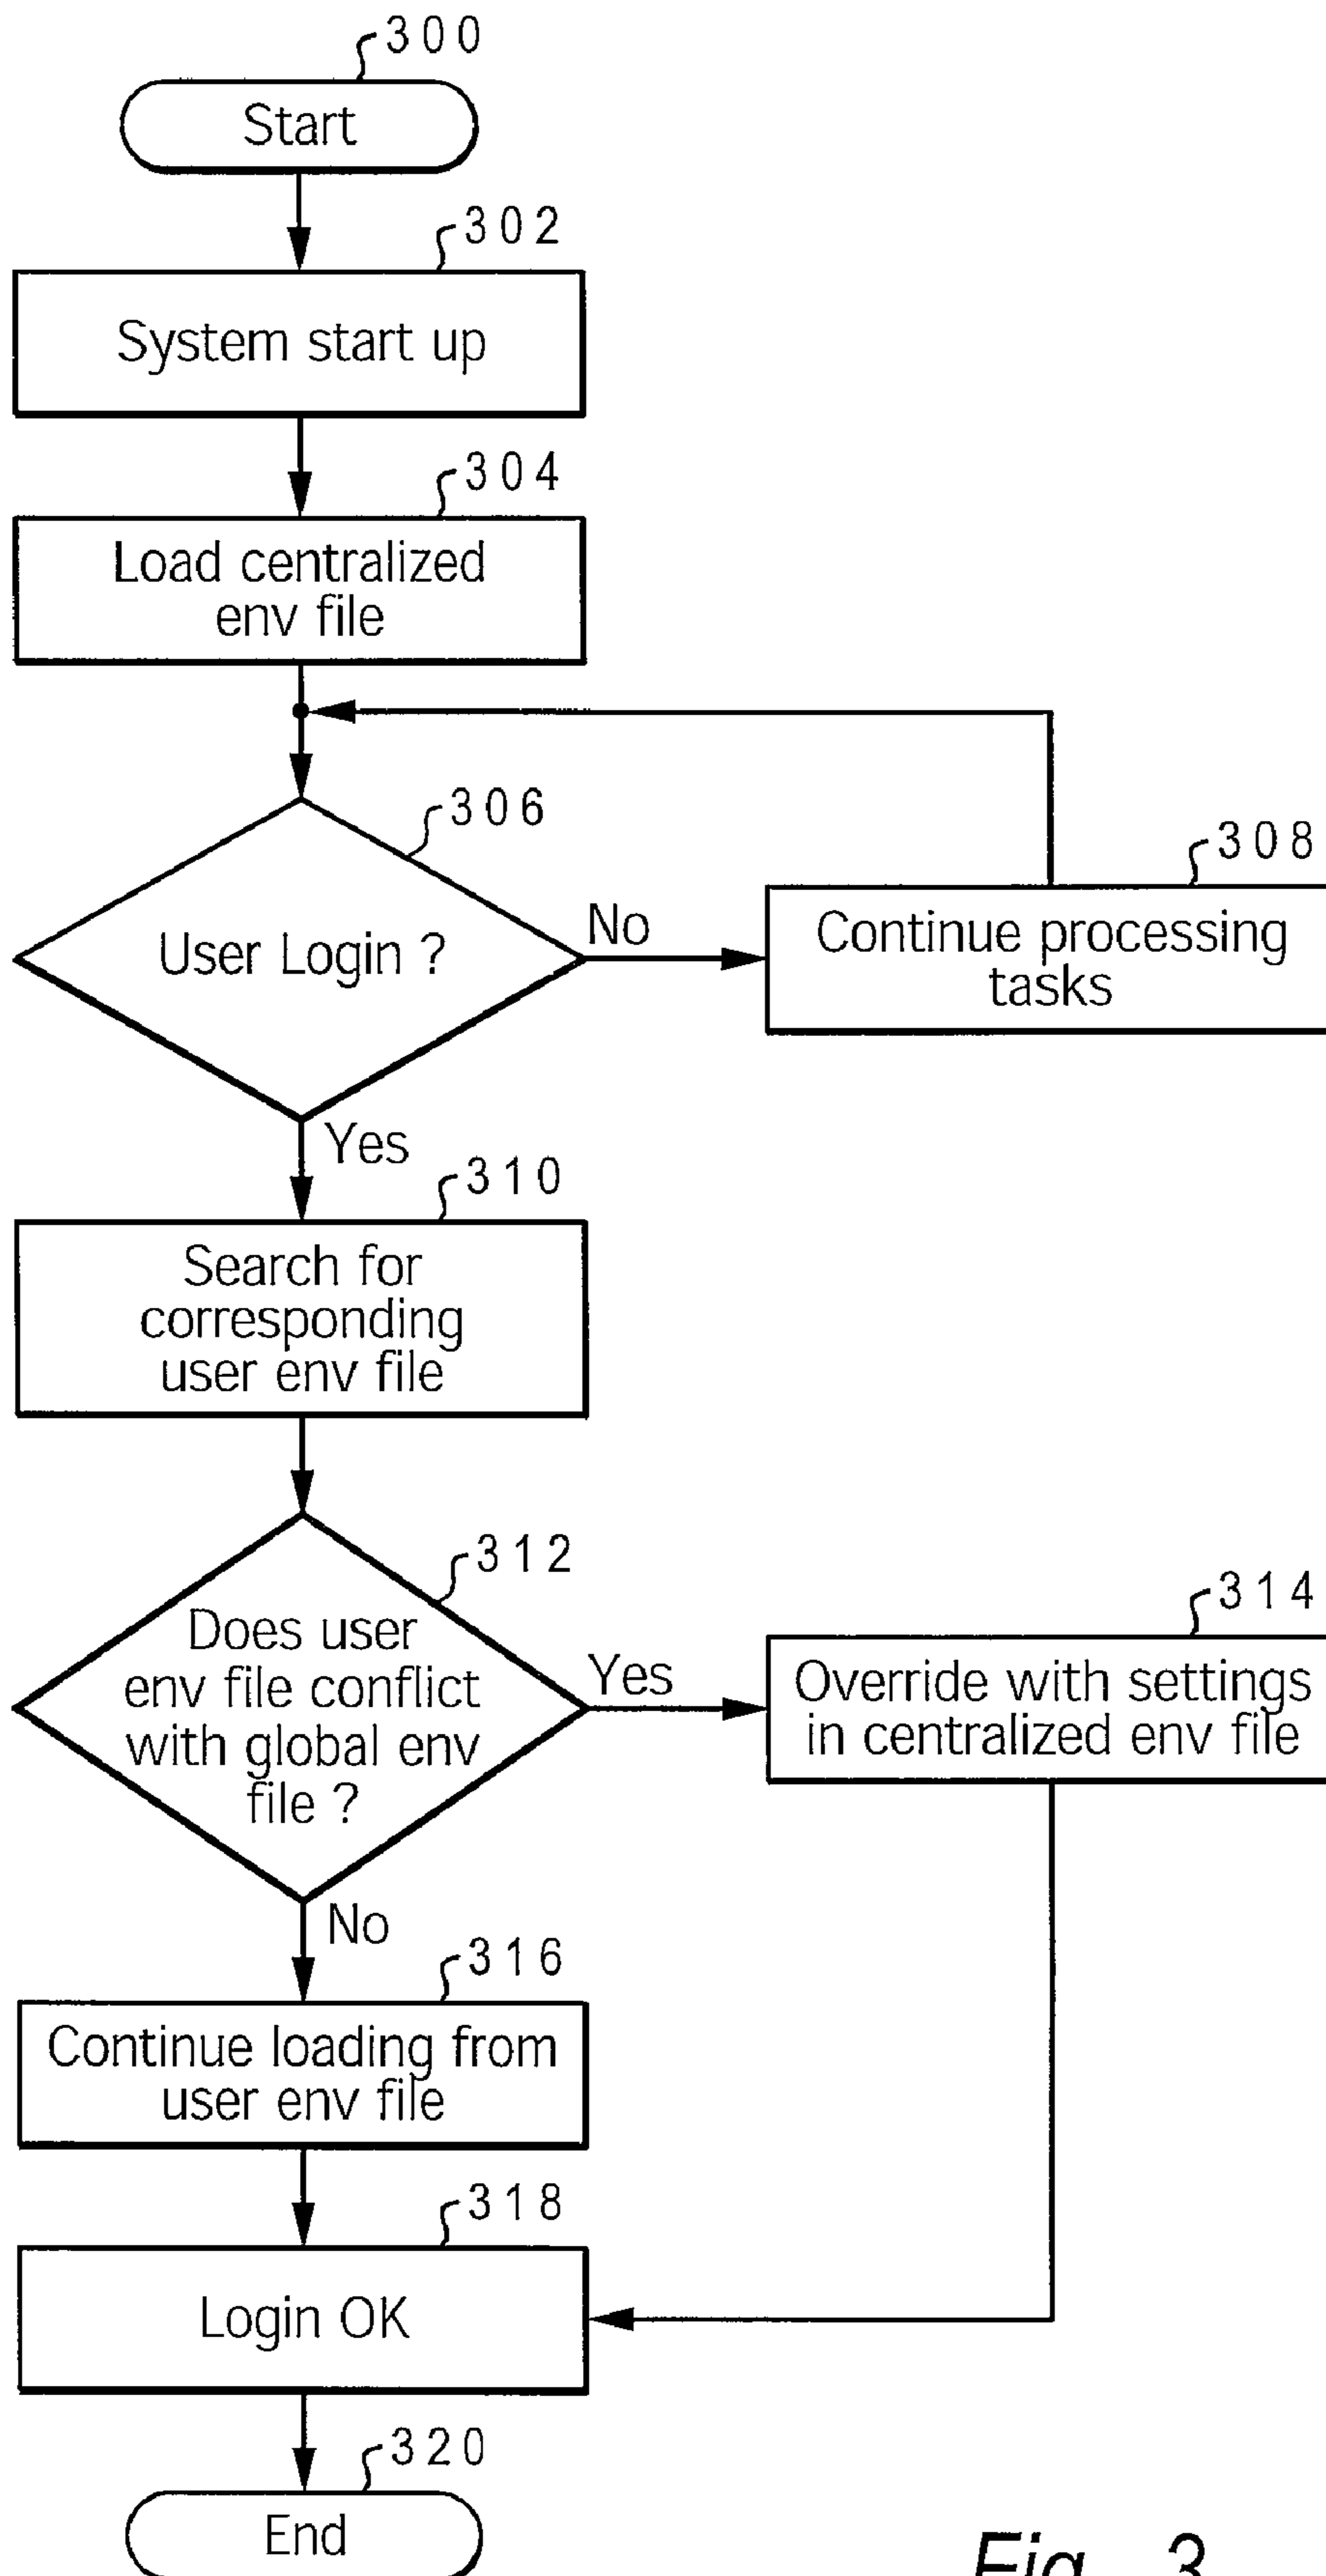 300
Start
302
System start up
304
Load centralized
env file
306
User Login ?
No
308
Continue processing
tasks
Yes
310
Search for
corresponding
user env file
312
Does user
env file conflict
with global env
file ?
Yes
314
Override with settings
in centralized env file
No
316
Continue loading from
user env file
318
Login OK
320
End
Fig. 3